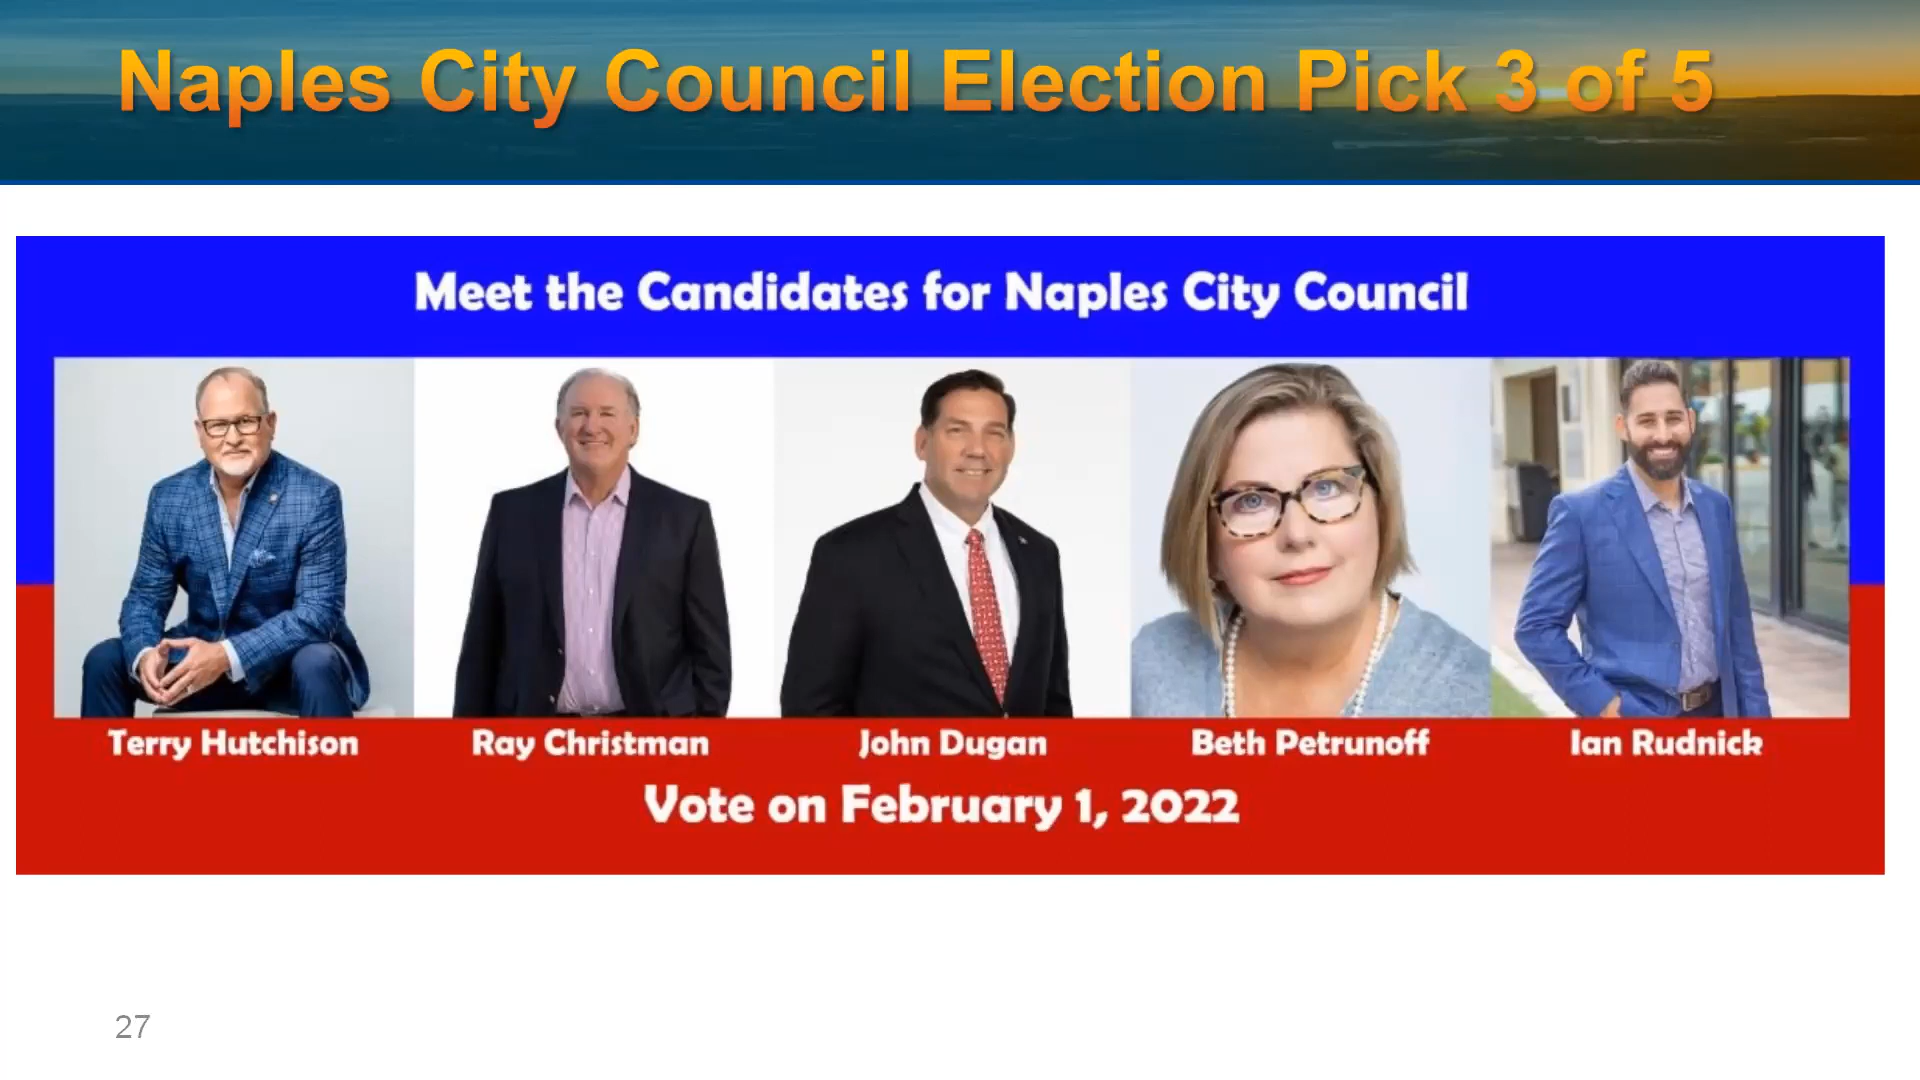 Naples City Council Election Pick 3 of 5
Meet the Candidates for Naples City Council
Terry Hutchison Ray Christman John Dugan Beth Petrunoff Ian Rudnick
Vote on February 1, 2022
27